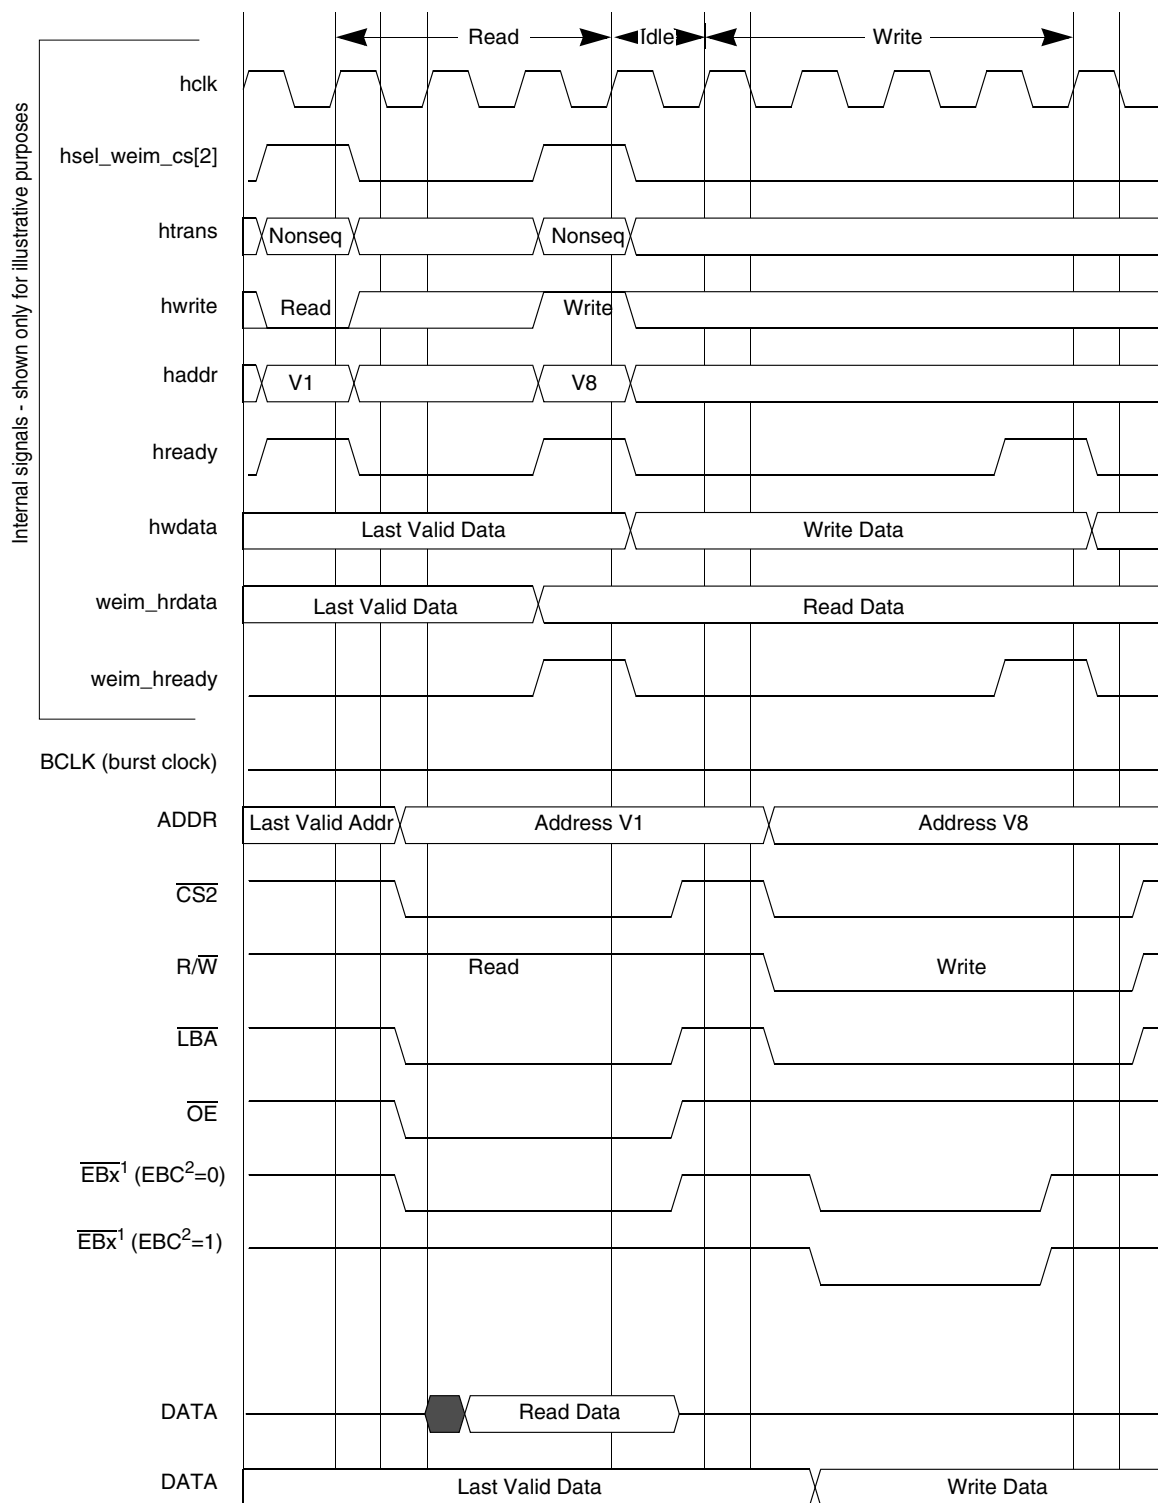 Read Idle Write
Internal signals - shown only for illustrative purposes
hclk
hsel_weim_cs[2]
htrans Nonseq Nonseq
hwrite Read Write
haddr V1 V8
hready
hwdata Last Valid Data Write Data
weim_hrdata Last Valid Data Read Data
weim_hready
BCLK (burst clock)
ADDR Last Valid Addr Address V1 Address V8
CS2
R/W Read Write
LBA
OE
EBx¹ (EBC²=0)
EBx¹ (EBC²=1)
DATA Read Data
DATA Last Valid Data Write Data